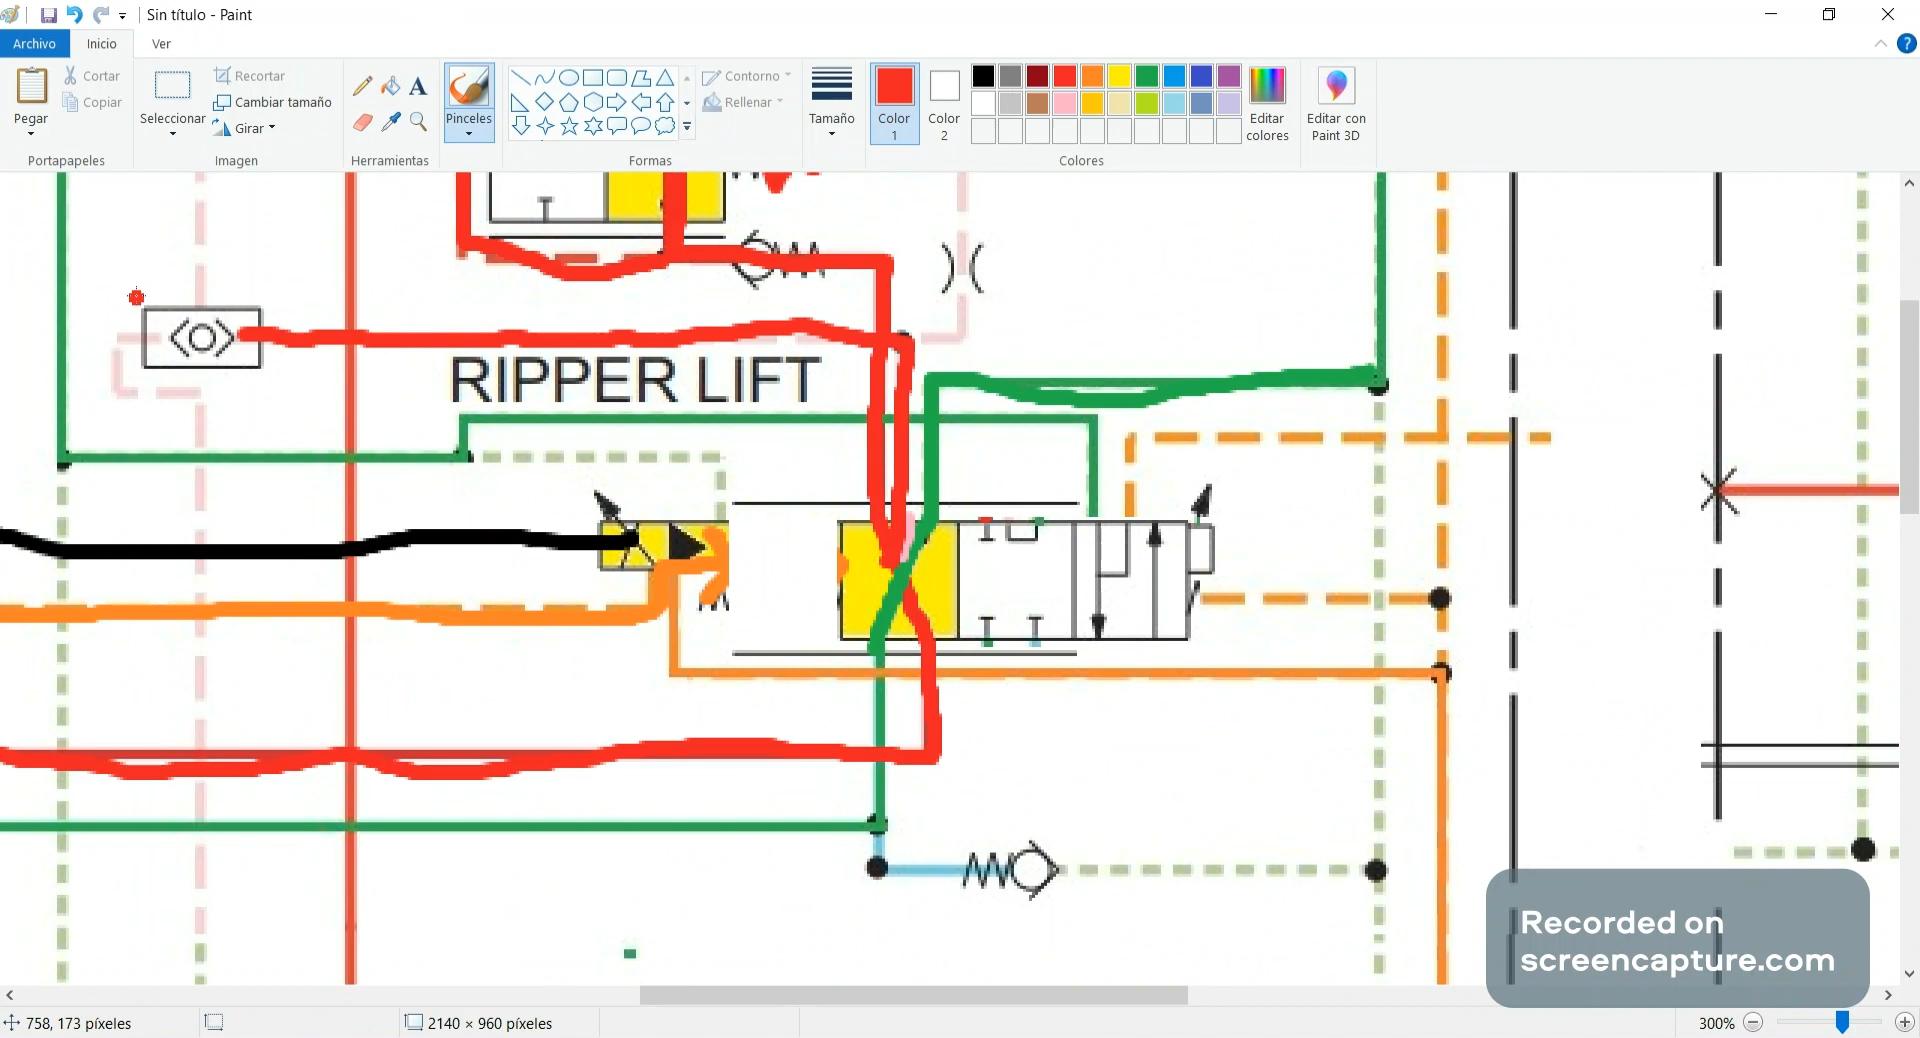 Sin título - Paint
Archivo
Inicio
Ver
Pegar
Cortar
Copiar
Portapapeles
Seleccionar
Recortar
Cambiar tamaño
Girar
Imagen
A
Herramientas
Pinceles
Contorno
Rellenar
Formas
Tamaño
Color
1
Color
2
Editar
colores
Editar con
Paint 3D
Colores
?
RIPPER LIFT
Recorded on
screencapture.com
758, 173 píxeles
2140 × 960 píxeles
300%